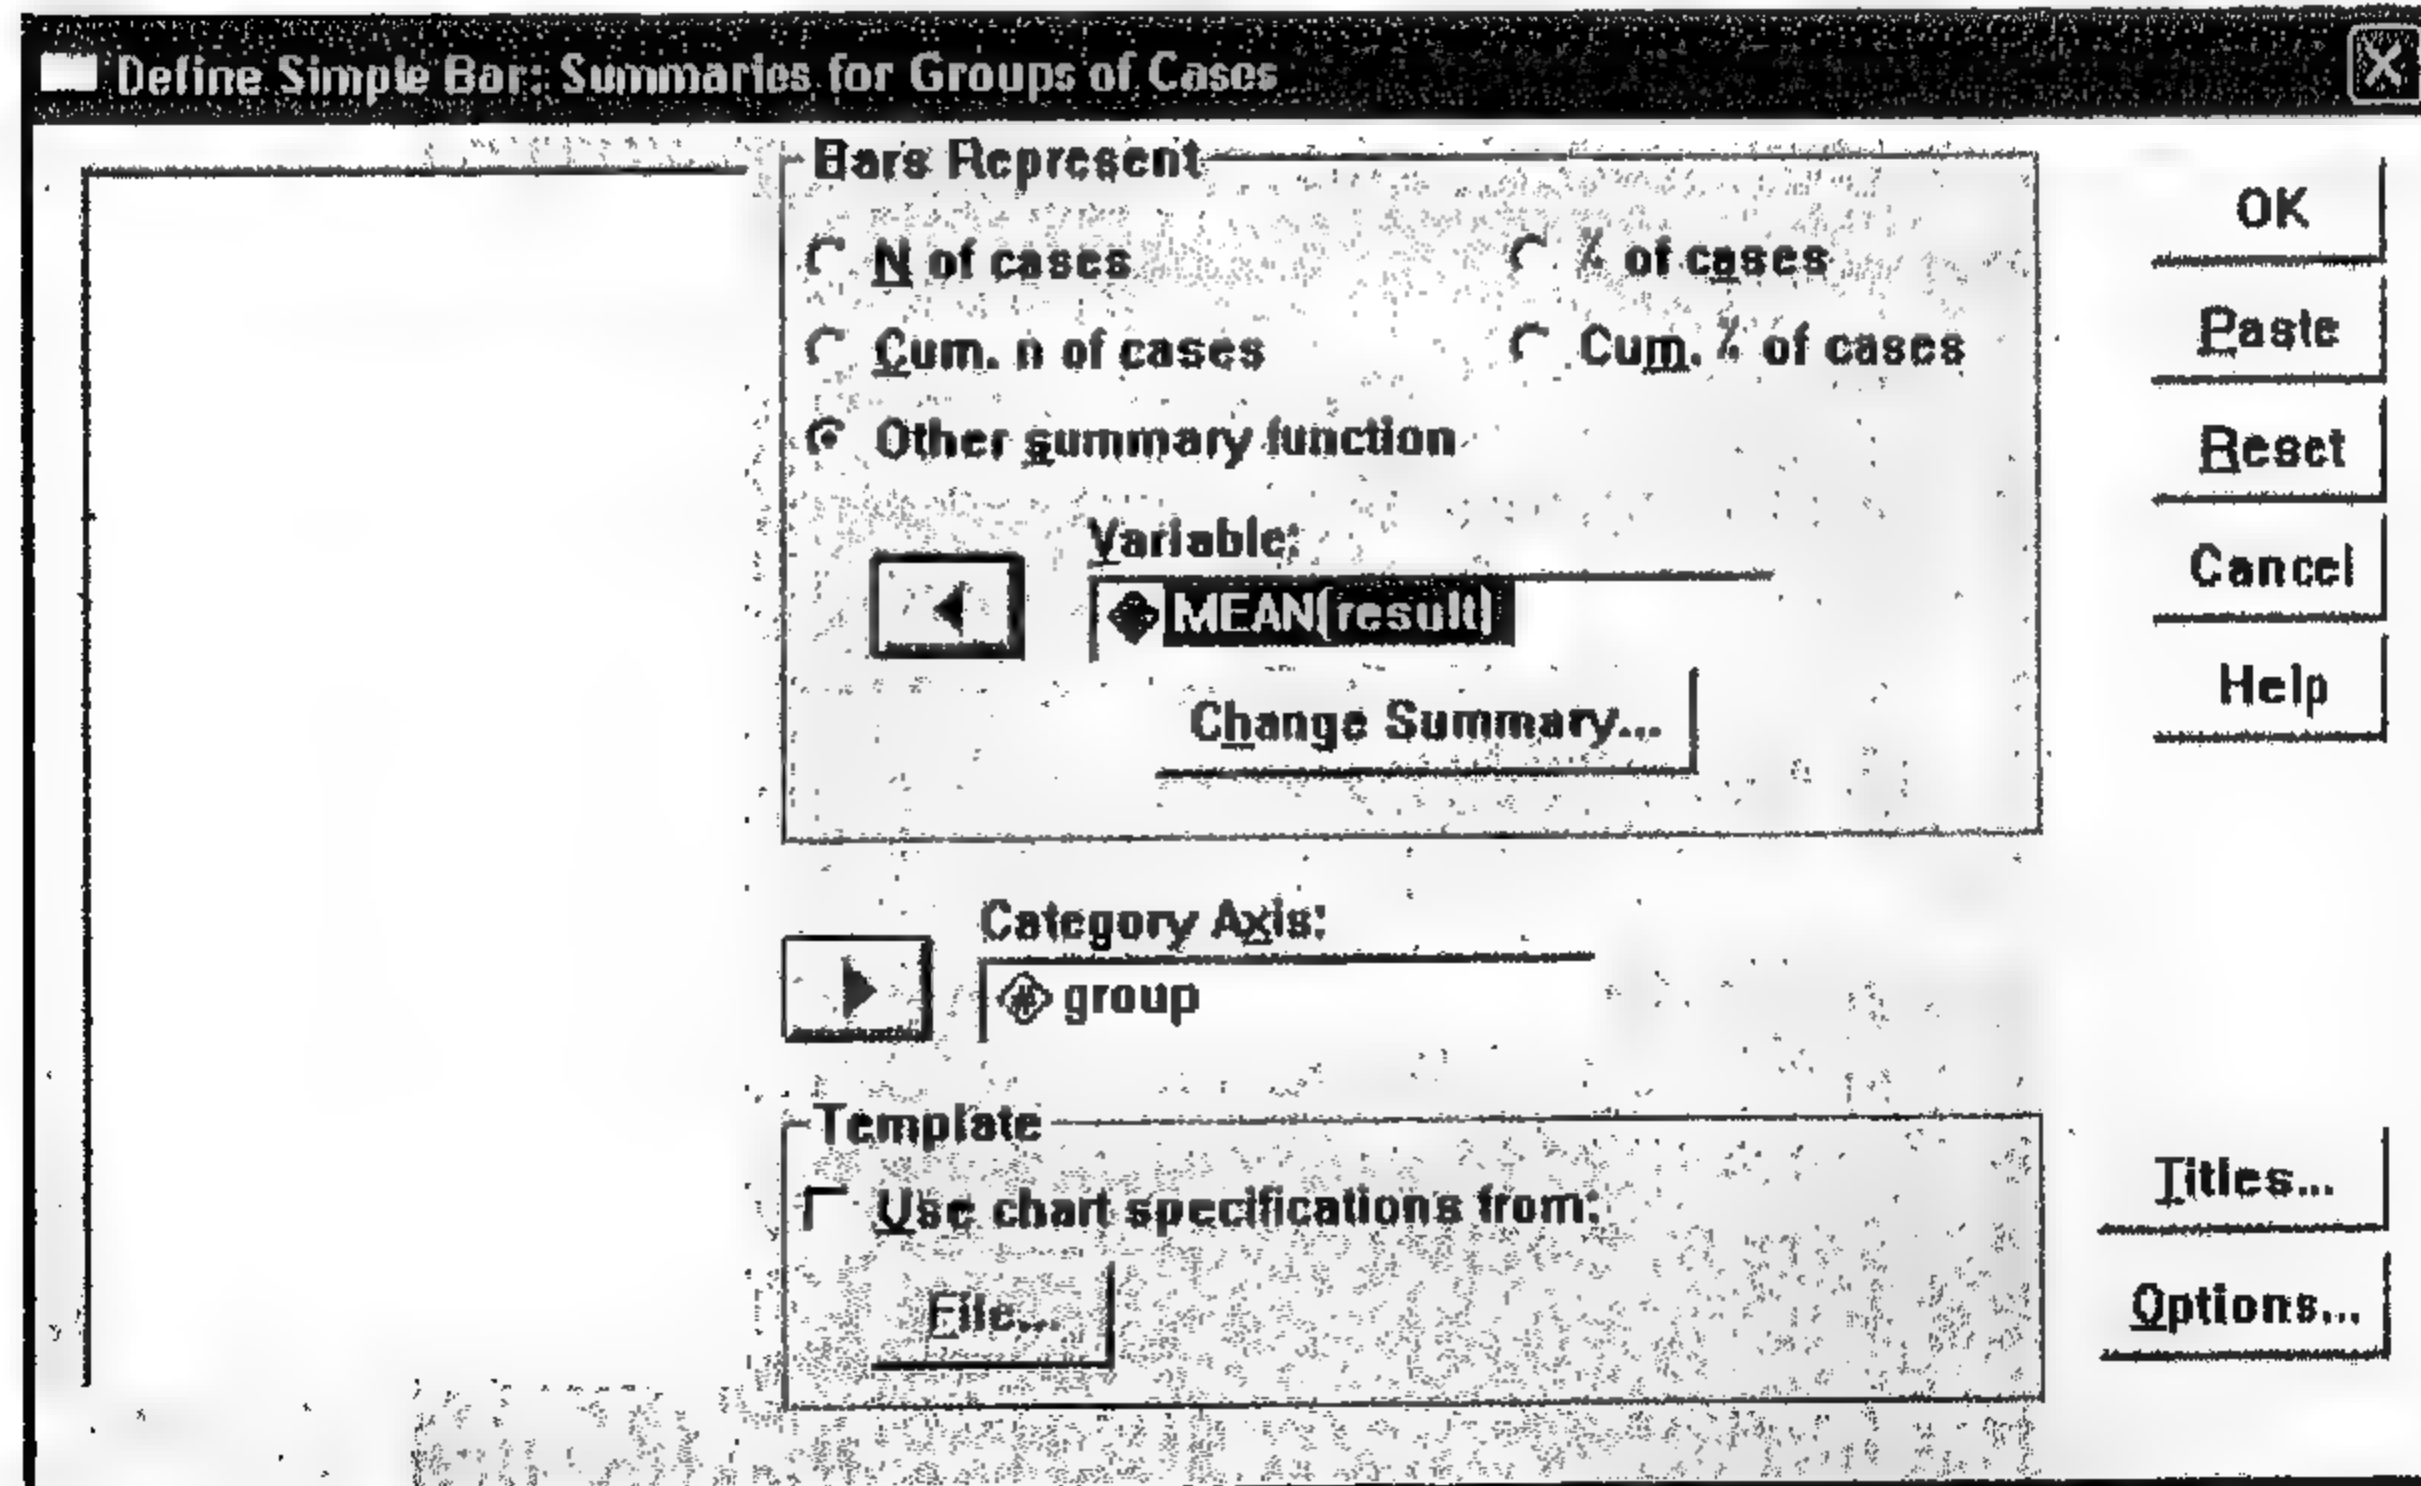 Define Simple Bar: Summaries for Groups of Cases
Bars Represent
N of cases
% of cases
Cum. n of cases
Cum. % of cases
Other summary function
Variable:
MEAN(result)
Change Summary...
Category Axis:
group
Template
Use chart specifications from:
File...
OK
Paste
Reset
Cancel
Help
Titles...
Options...